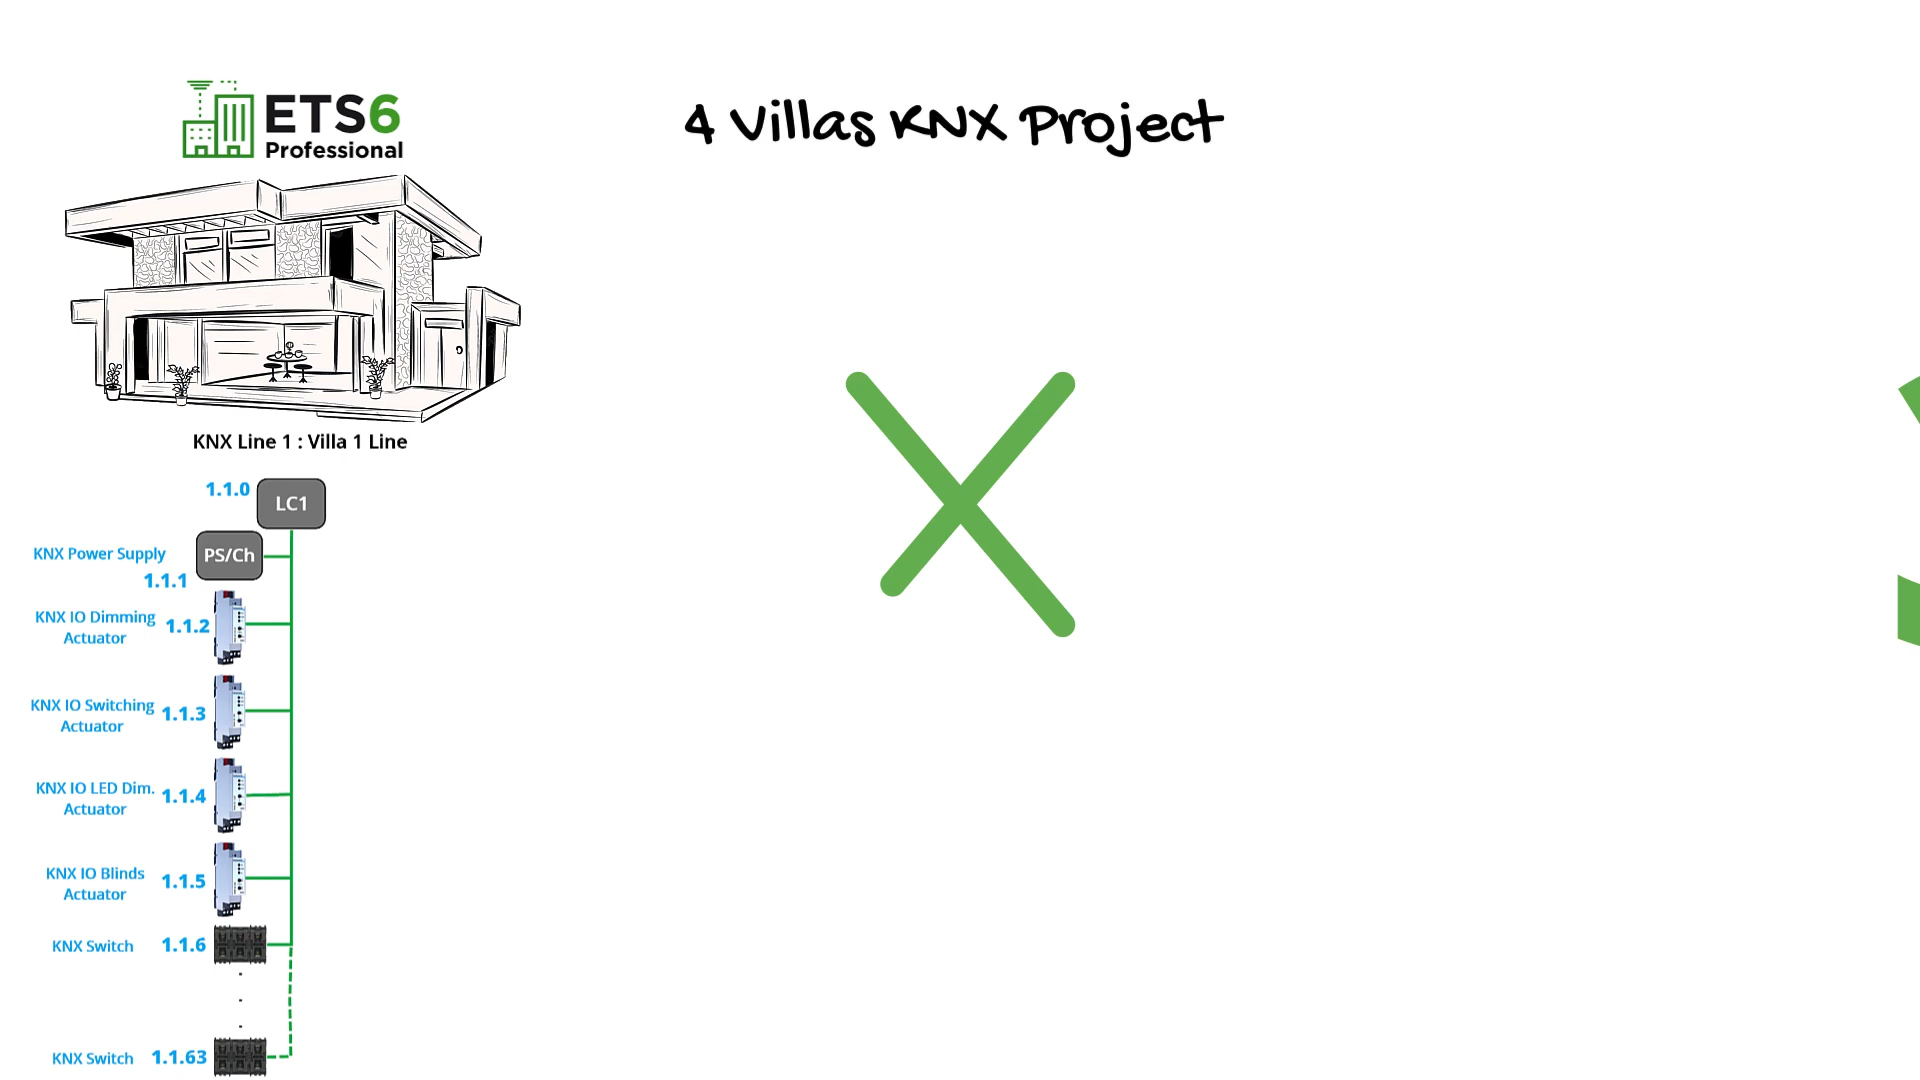 ETS6
Professional
4 Villas KNX Project
KNX Line 1 : Villa 1 Line
1.1.0
LC1
KNX Power Supply
PS/Ch
1.1.1
KNX IO Dimming
Actuator
1.1.2
KNX IO Switching
Actuator
1.1.3
KNX IO LED Dim.
Actuator
1.1.4
KNX IO Blinds
Actuator
1.1.5
KNX Switch
1.1.6
KNX Switch
1.1.63